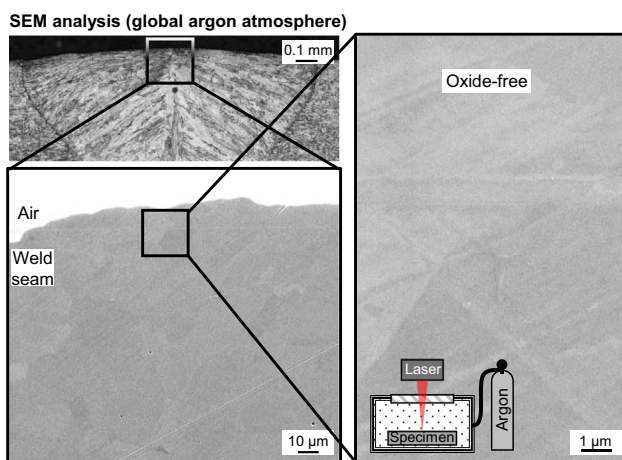 SEM analysis (global argon atmosphere)
0.1 mm
Oxide-free
Air
Weld
seam
10 µm
Laser
Specimen
Argon
1 µm